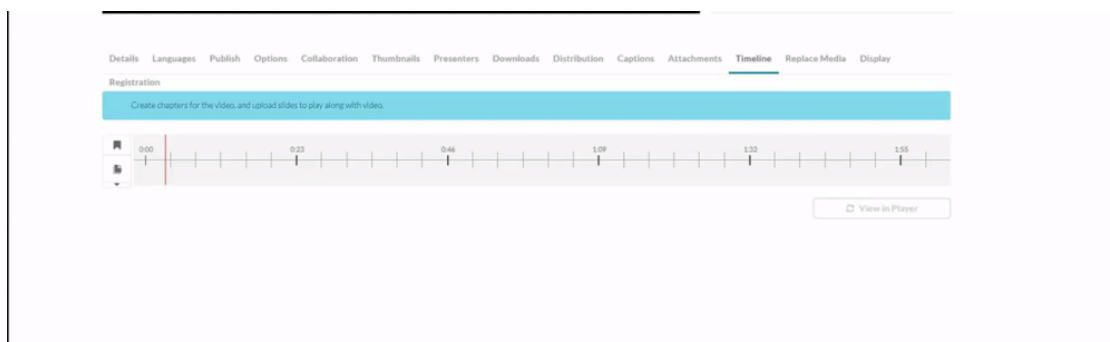 Details Languages Publish Options Collaboration Thumbnails Presenters Downloads Distribution Captions Attachments Timeline Replace Media Display
Registration
Create chapters for the video, and upload slides to play along with video.
0:00 0:23 0:46 1:09 1:32 1:55
View in Player